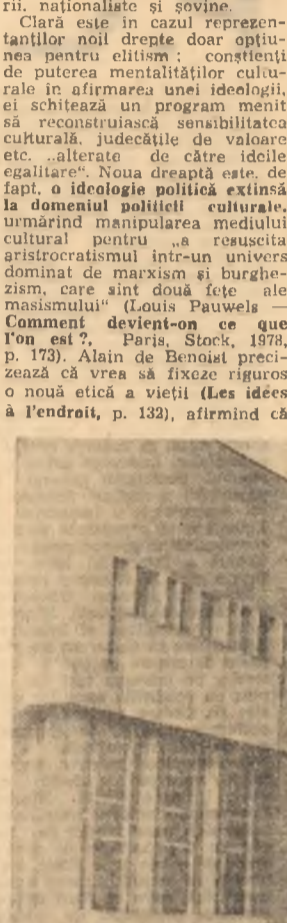 rii, naționaliste și șovine.
Clară este în cazul reprezen-
tanților noii drepte doar opțiu-
nea pentru elitism ; conștienți
de puterea mentalităților cultu-
rale în afirmarea unei ideologii,
ei schițează un program menit
să reconstruiască sensibilitatea
culturală, judecățile de valoare
etc. „alterate de către ideile
egalitare“. Noua dreaptă este, de
fapt, o ideologie politică extinsă
la domeniul politicii culturale,
urmărind manipularea mediului
cultural pentru „a resuscita
aristrocratismul într-un univers
dominat de marxism și burghe-
zism, care sînt două fețe ale
masismului“ (Louis Pauwels —
Comment devient-on ce que
l'on est ?, Paris, Stock, 1978,
p. 173). Alain de Benoist preci-
zează că vrea să fixeze riguros
o nouă etică a vieții (Les idées
à l'endroit, p. 132), afirmînd că